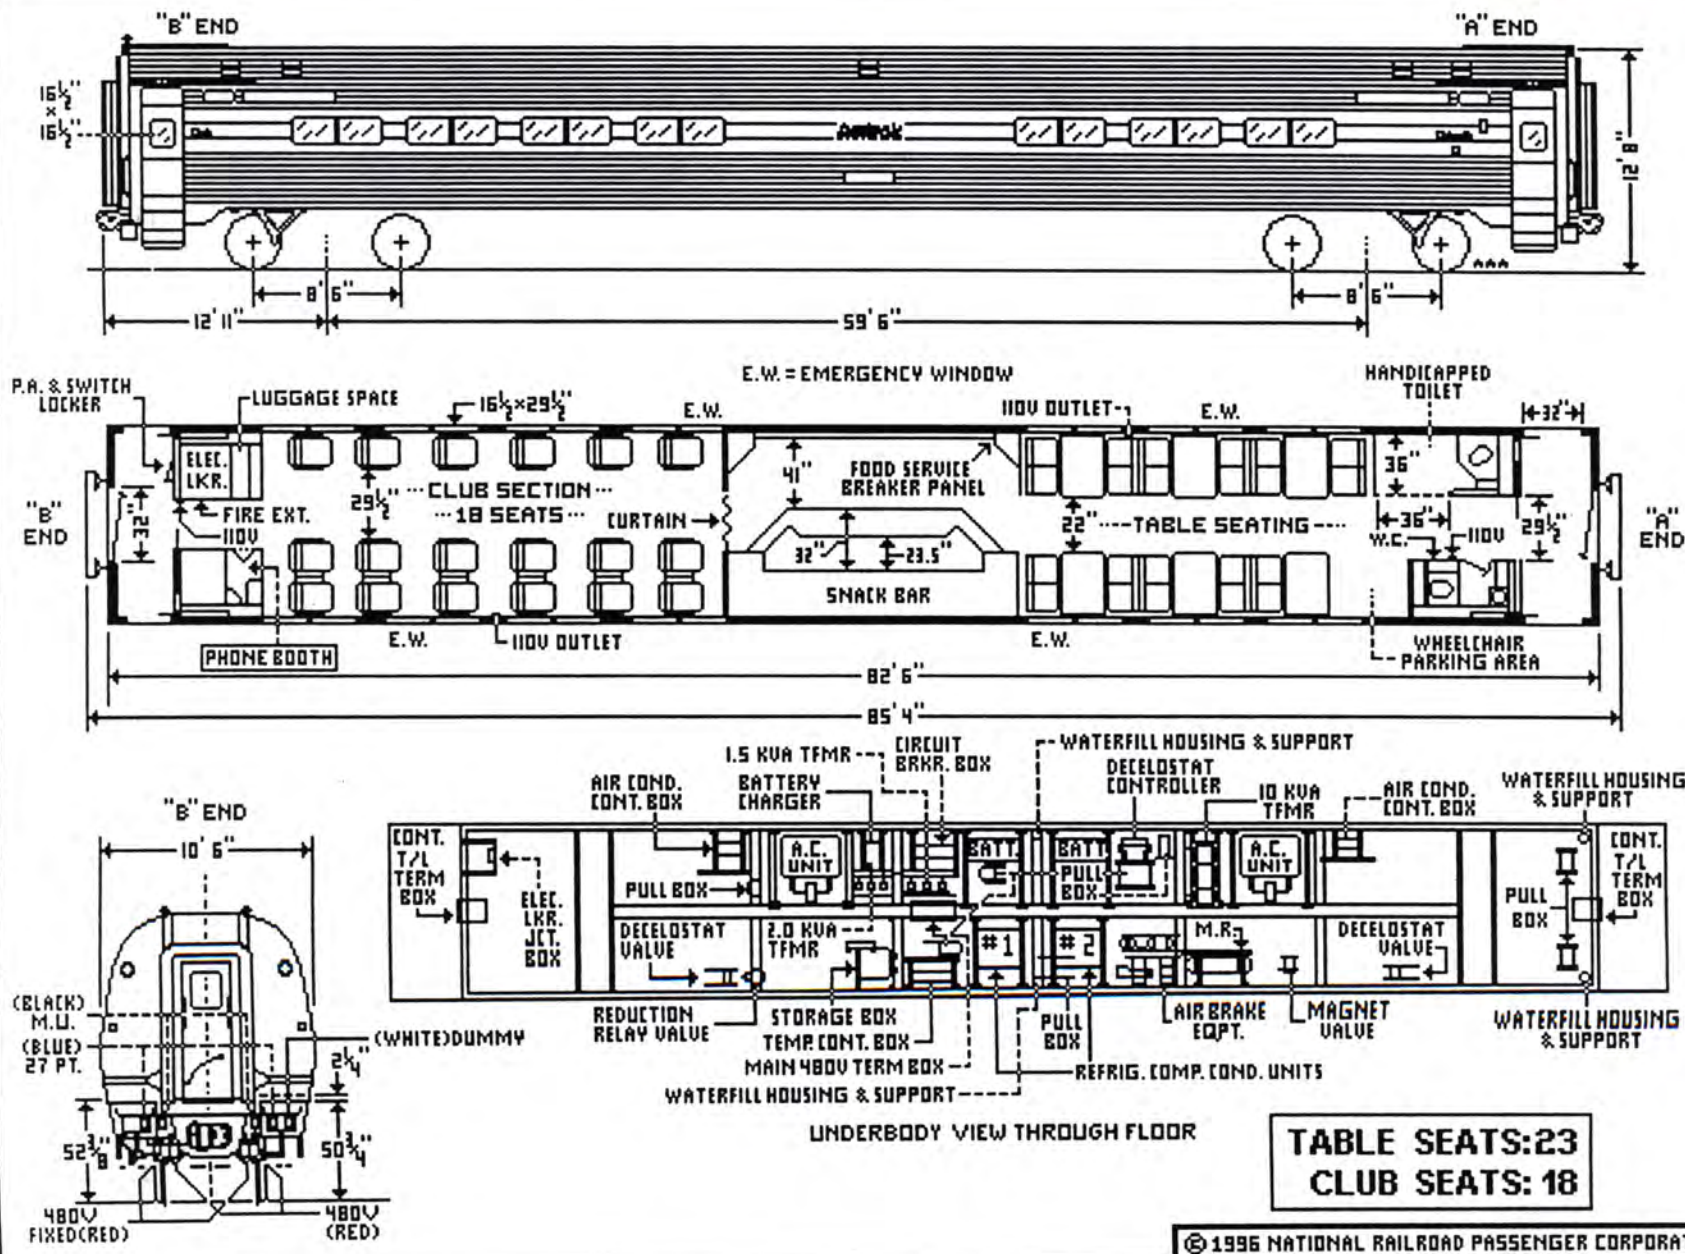 "B" END
"A" END
16½"
x
16½"
Club
Amtrak
12' 8"
8' 6"
8' 6"
12' 11"
59' 6"
E.W. = EMERGENCY WINDOW
P.A. & SWITCH
LOCKER
LUGGAGE SPACE
16½×29½"
E.W.
110V OUTLET
E.W.
HANDICAPPED
TOILET
32"
ELEC.
LKR.
41"
FOOD SERVICE
BREAKER PANEL
36"
"B"
END
22"
FIRE EXT.
110V
29½"
CLUB SECTION
18 SEATS
CURTAIN
32"
23.5"
SNACK BAR
22"
TABLE SEATING
36"
W.C.
110V
29½"
"A"
END
PHONE BOOTH
E.W.
110V OUTLET
E.W.
WHEELCHAIR
PARKING AREA
82' 6"
85' 4"
"B" END
10' 6"
(BLACK)
M.U.
(BLUE)
27 PT.
(WHITE) DUMMY
2¼"
52⅜"
50¾"
480V
FIXED (RED)
480V
(RED)
AIR COND.
CONT. BOX
1.5 KVA TFMR
BATTERY
CHARGER
CIRCUIT
BRKR. BOX
WATERFILL HOUSING & SUPPORT
DECELOSTAT
CONTROLLER
10 KVA
TFMR
AIR COND.
CONT. BOX
WATERFILL HOUSING
& SUPPORT
CONT.
T/L
TERM
BOX
A.C.
UNIT
BATT
BATT
A.C.
UNIT
CONT.
T/L
TERM
BOX
PULL BOX
PULL
BOX
PULL
BOX
ELEC.
LKR.
JCT.
BOX
DECELOSTAT
VALVE
2.0 KVA
TFMR
#1
#2
M.R.
DECELOSTAT
VALVE
REDUCTION
RELAY VALVE
STORAGE BOX
TEMP. CONT. BOX
MAIN 480V TERM BOX
WATERFILL HOUSING & SUPPORT
PULL
BOX
AIR BRAKE
EQPT.
MAGNET
VALVE
WATERFILL HOUSING
& SUPPORT
REFRIG. COMP. COND. UNITS
UNDERBODY VIEW THROUGH FLOOR
TABLE SEATS:23
CLUB SEATS: 18
© 1996 NATIONAL RAILROAD PASSENGER CORPORAT